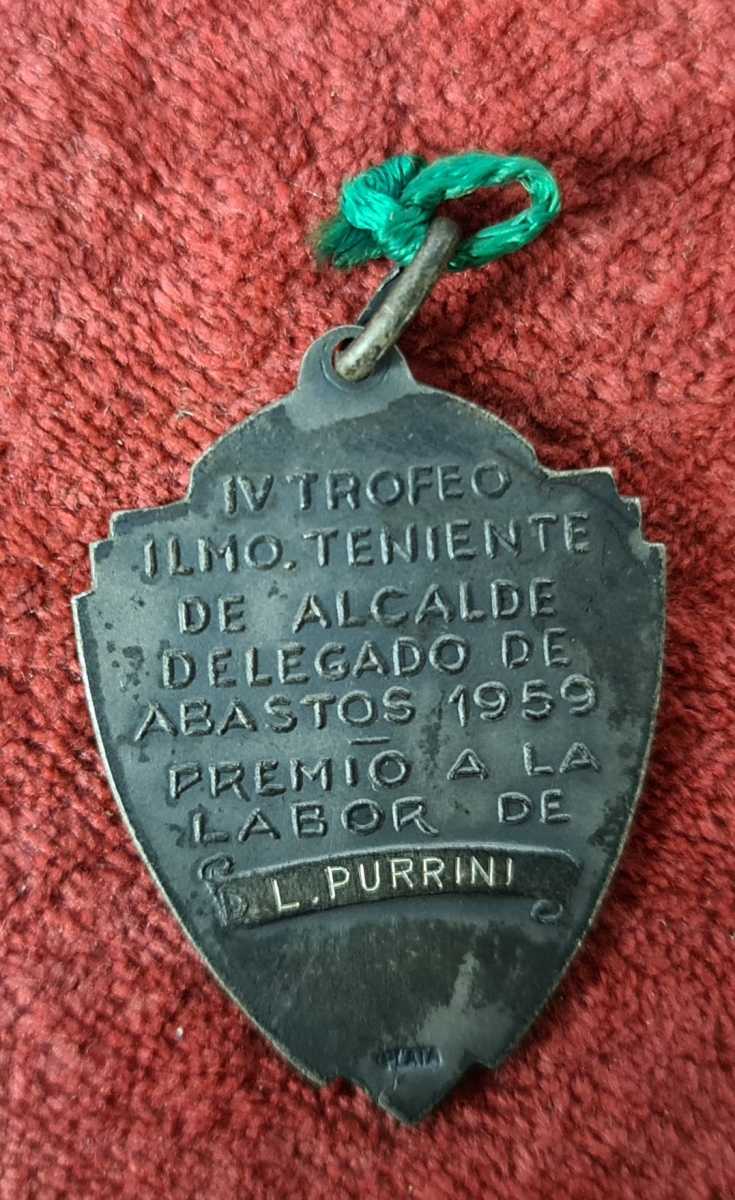 IV TROFEO
ILMO. TENIENTE
DE ALCALDE
DELEGADO DE
ABASTOS 1959
—
PREMIO A LA
LABOR DE
L. PURRINI
PLATA